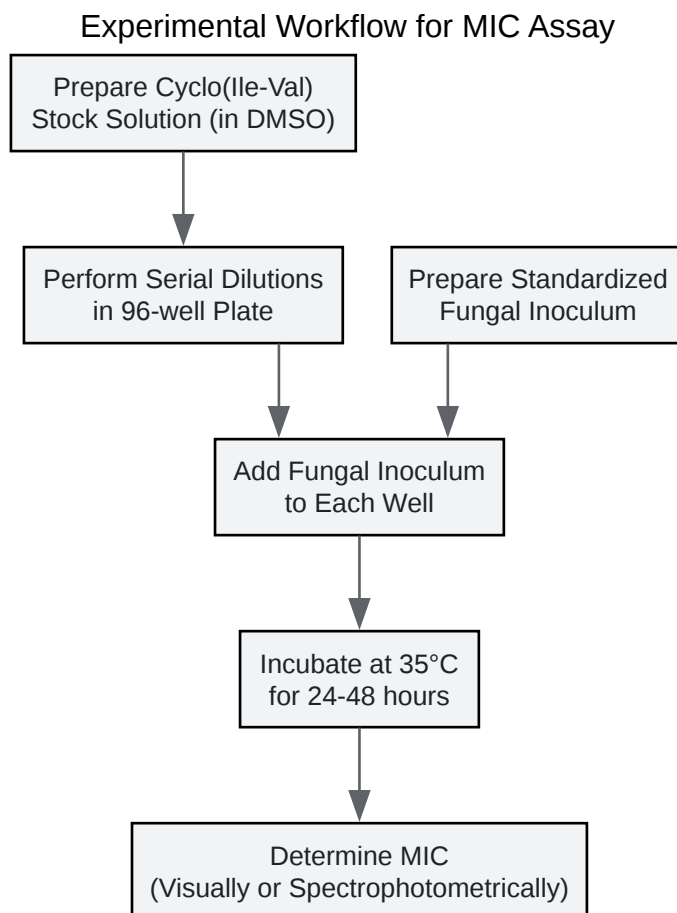 Experimental Workflow for MIC Assay
Prepare Cyclo(Ile-Val)
Stock Solution (in DMSO)
Perform Serial Dilutions
in 96-well Plate
Prepare Standardized
Fungal Inoculum
Add Fungal Inoculum
to Each Well
Incubate at 35°C
for 24-48 hours
Determine MIC
(Visually or Spectrophotometrically)